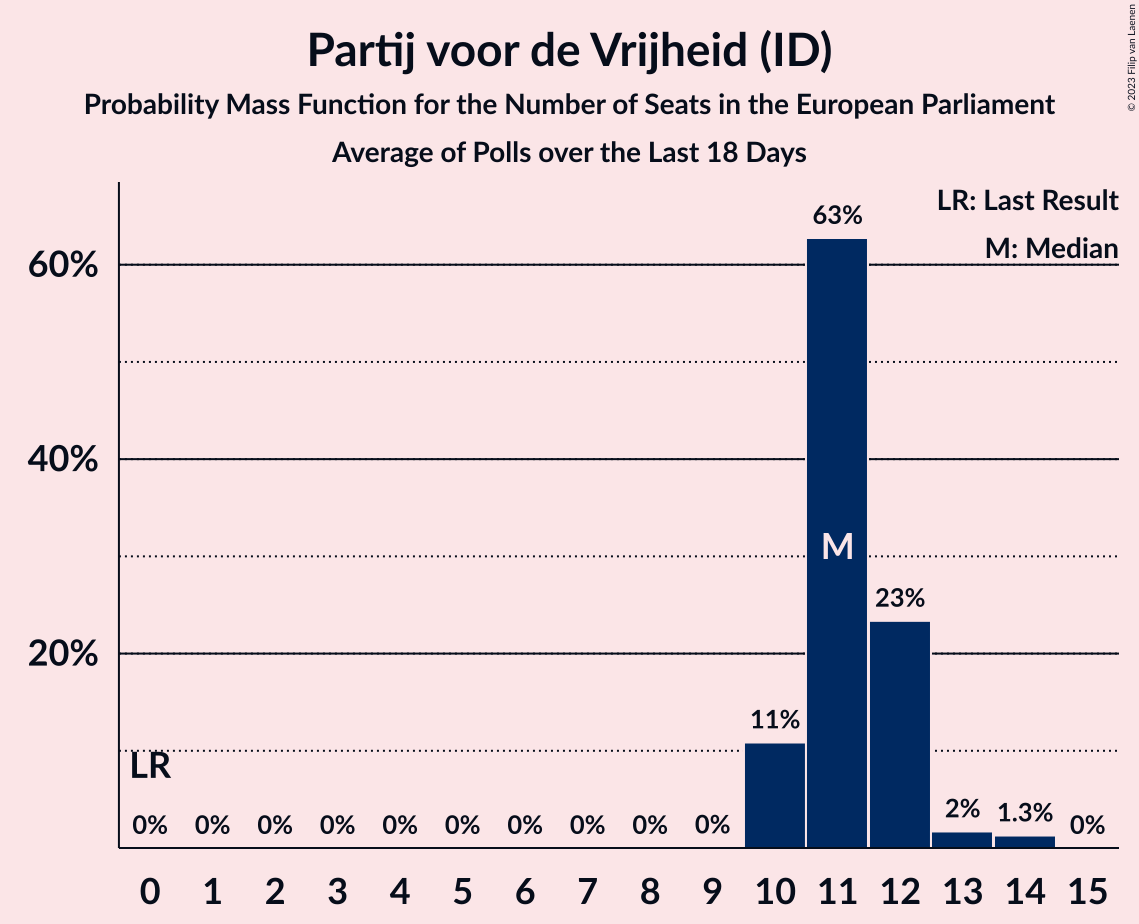 Partij voor de Vrijheid (ID)
Probability Mass Function for the Number of Seats in the European Parliament
Average of Polls over the Last 18 Days
© 2023 Filip van Laenen
LR: Last Result
M: Median
60%
40%
20%
63%
M
23%
11%
LR
0% 0% 0% 0% 0% 0% 0% 0% 0% 0% 2% 1.3% 0%
0 1 2 3 4 5 6 7 8 9 10 11 12 13 14 15